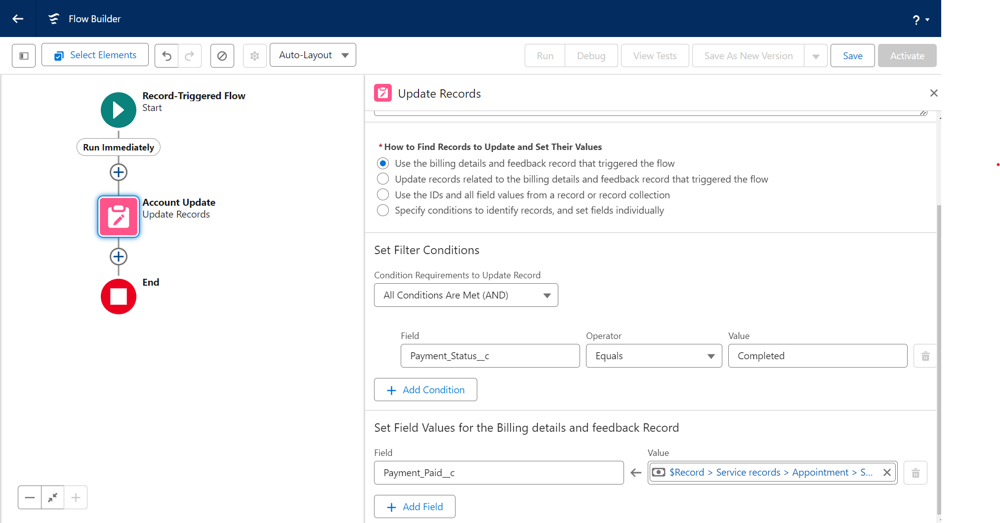 Flow Builder
?
Select Elements
Auto-Layout
Run
Debug
View Tests
Save As New Version
Save
Activate
Record-Triggered Flow
Start
Run Immediately
Account Update
Update Records
End
Update Records
*How to Find Records to Update and Set Their Values
Use the billing details and feedback record that triggered the flow
Update records related to the billing details and feedback record that triggered the flow
Use the IDs and all field values from a record or record collection
Specify conditions to identify records, and set fields individually
Set Filter Conditions
Condition Requirements to Update Record
All Conditions Are Met (AND)
Field
Operator
Value
Payment_Status__c
Equals
Completed
Add Condition
Set Field Values for the Billing details and feedback Record
Field
Value
Payment_Paid__c
$Record > Service records > Appointment > S...
Add Field